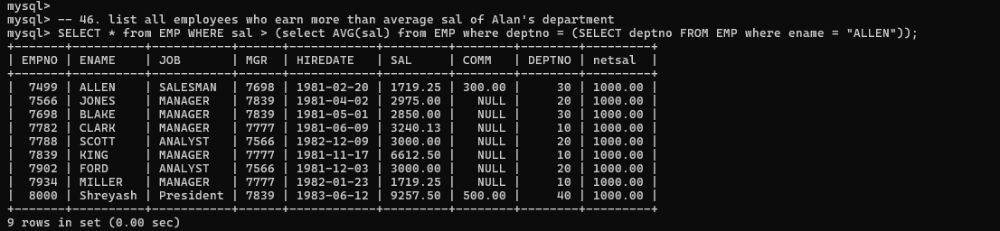 mysql>
mysql> -- 46. list all employees who earn more than average sal of Alan's department
mysql> SELECT * from EMP WHERE sal > (select AVG(sal) from EMP where deptno = (SELECT deptno FROM EMP where ename = "ALLEN"));
+-------+----------+-----------+------+------------+---------+--------+--------+---------+
| EMPNO | ENAME    | JOB       | MGR  | HIREDATE   | SAL     | COMM   | DEPTNO | netsal  |
+-------+----------+-----------+------+------------+---------+--------+--------+---------+
|  7499 | ALLEN    | SALESMAN  | 7698 | 1981-02-20 | 1719.25 | 300.00 |     30 | 1000.00 |
|  7566 | JONES    | MANAGER   | 7839 | 1981-04-02 | 2975.00 |   NULL |     20 | 1000.00 |
|  7698 | BLAKE    | MANAGER   | 7839 | 1981-05-01 | 2850.00 |   NULL |     30 | 1000.00 |
|  7782 | CLARK    | MANAGER   | 7777 | 1981-06-09 | 3240.13 |   NULL |     10 | 1000.00 |
|  7788 | SCOTT    | ANALYST   | 7566 | 1982-12-09 | 3000.00 |   NULL |     20 | 1000.00 |
|  7839 | KING     | MANAGER   | 7777 | 1981-11-17 | 6612.50 |   NULL |     10 | 1000.00 |
|  7902 | FORD     | ANALYST   | 7566 | 1981-12-03 | 3000.00 |   NULL |     20 | 1000.00 |
|  7934 | MILLER   | MANAGER   | 7777 | 1982-01-23 | 1719.25 |   NULL |     10 | 1000.00 |
|  8000 | Shreyash | President | 7839 | 1983-06-12 | 9257.50 | 500.00 |     40 | 1000.00 |
+-------+----------+-----------+------+------------+---------+--------+--------+---------+
9 rows in set (0.00 sec)